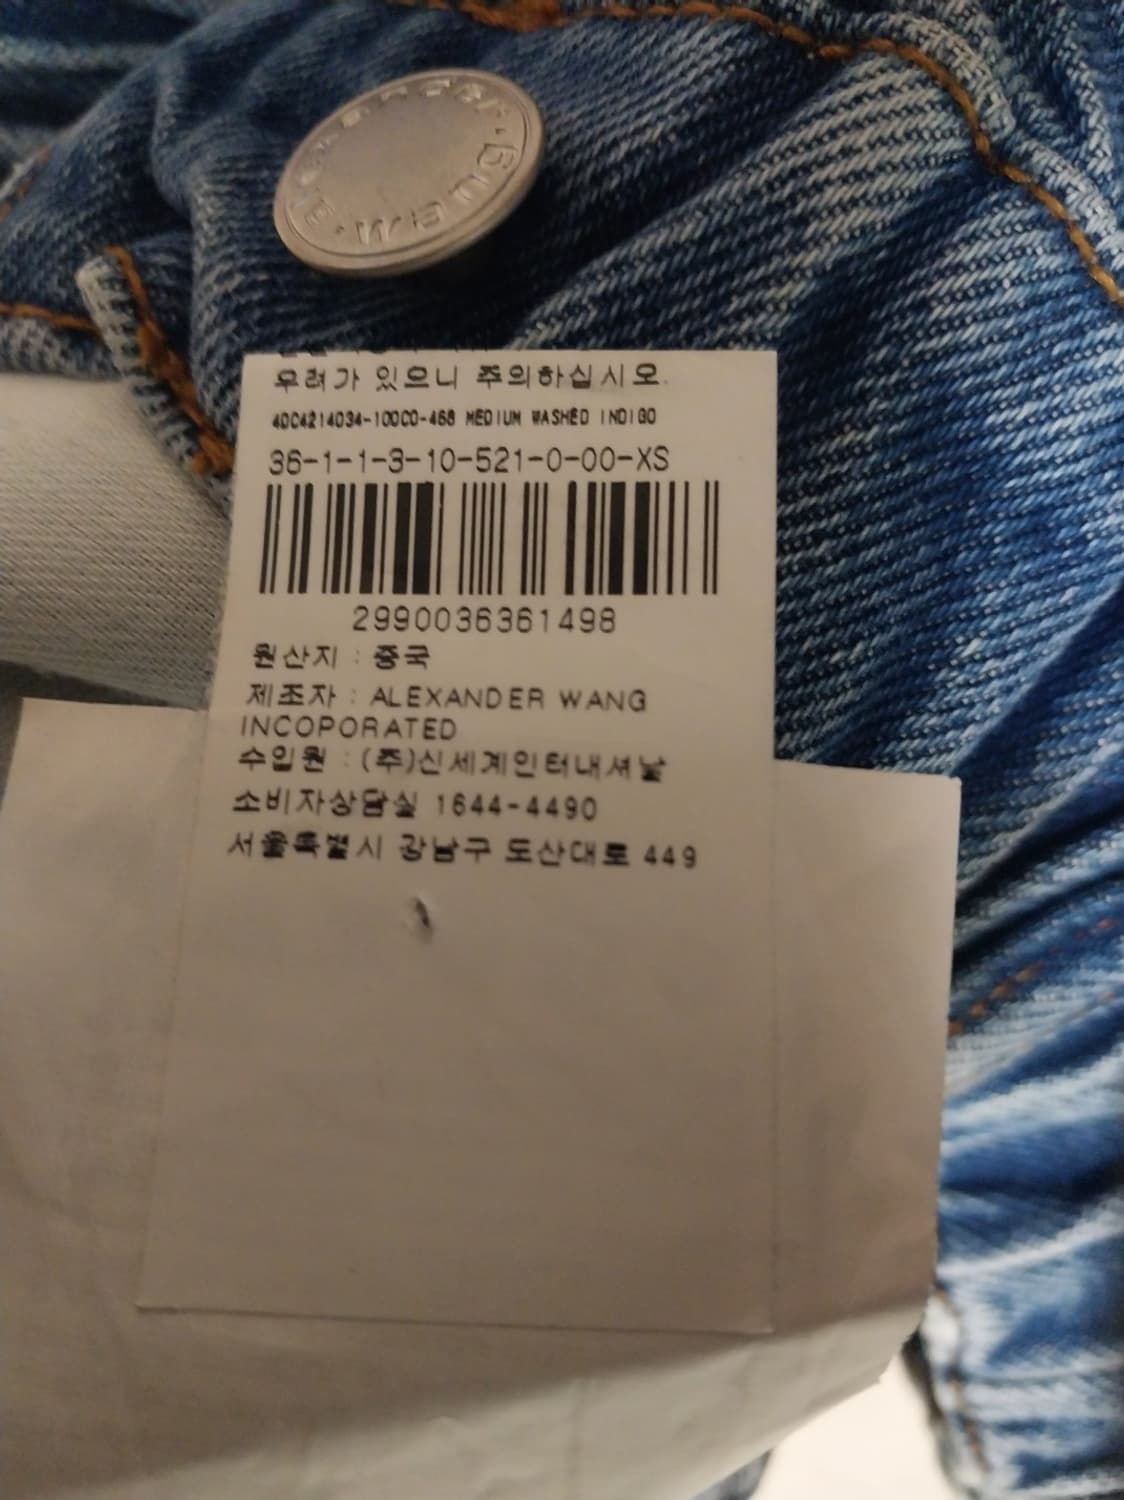 alexander wang
우려가 있으니 주의하십시오.
4DC4214034-100C0-468 MEDIUM WASHED INDIGO
36-1-1-3-10-521-0-00-XS
2990036361498
원산지 : 중국
제조자 : ALEXANDER WANG
INCOPORATED
수입원 : (주)신세계인터내셔날
소비자상담실 1644-4490
서울특별시 강남구 도산대로 449